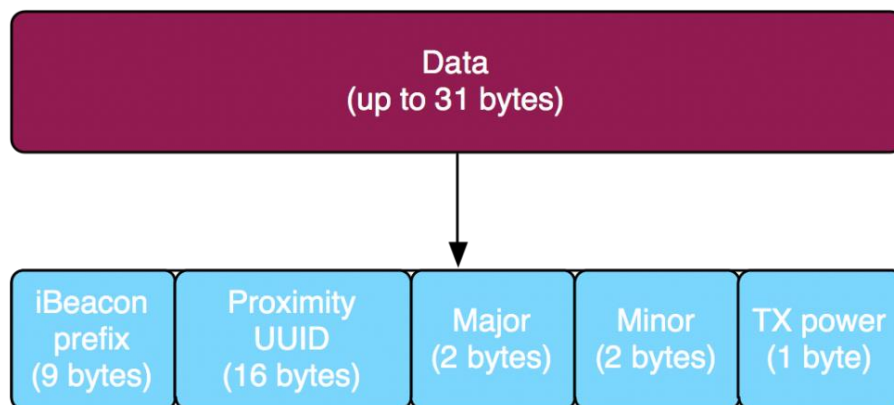 Data
(up to 31 bytes)
iBeacon
prefix
(9 bytes)
Proximity
UUID
(16 bytes)
Major
(2 bytes)
Minor
(2 bytes)
TX power
(1 byte)